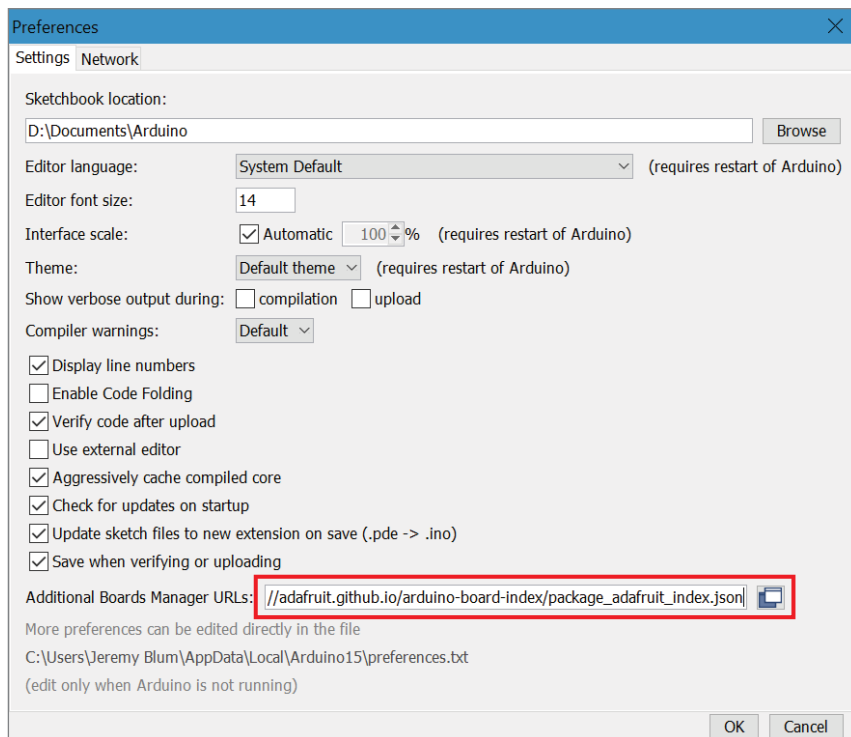 Preferences
Settings Network
Sketchbook location:
D:\Documents\Arduino Browse
Editor language: System Default (requires restart of Arduino)
Editor font size: 14
Interface scale: Automatic 100 % (requires restart of Arduino)
Theme: Default theme (requires restart of Arduino)
Show verbose output during: compilation upload
Compiler warnings: Default
Display line numbers
Enable Code Folding
Verify code after upload
Use external editor
Aggressively cache compiled core
Check for updates on startup
Update sketch files to new extension on save (.pde -> .ino)
Save when verifying or uploading
Additional Boards Manager URLs: //adafruit.github.io/arduino-board-index/package_adafruit_index.json
More preferences can be edited directly in the file
C:\Users\Jeremy Blum\AppData\Local\Arduino15\preferences.txt
(edit only when Arduino is not running)
OK Cancel